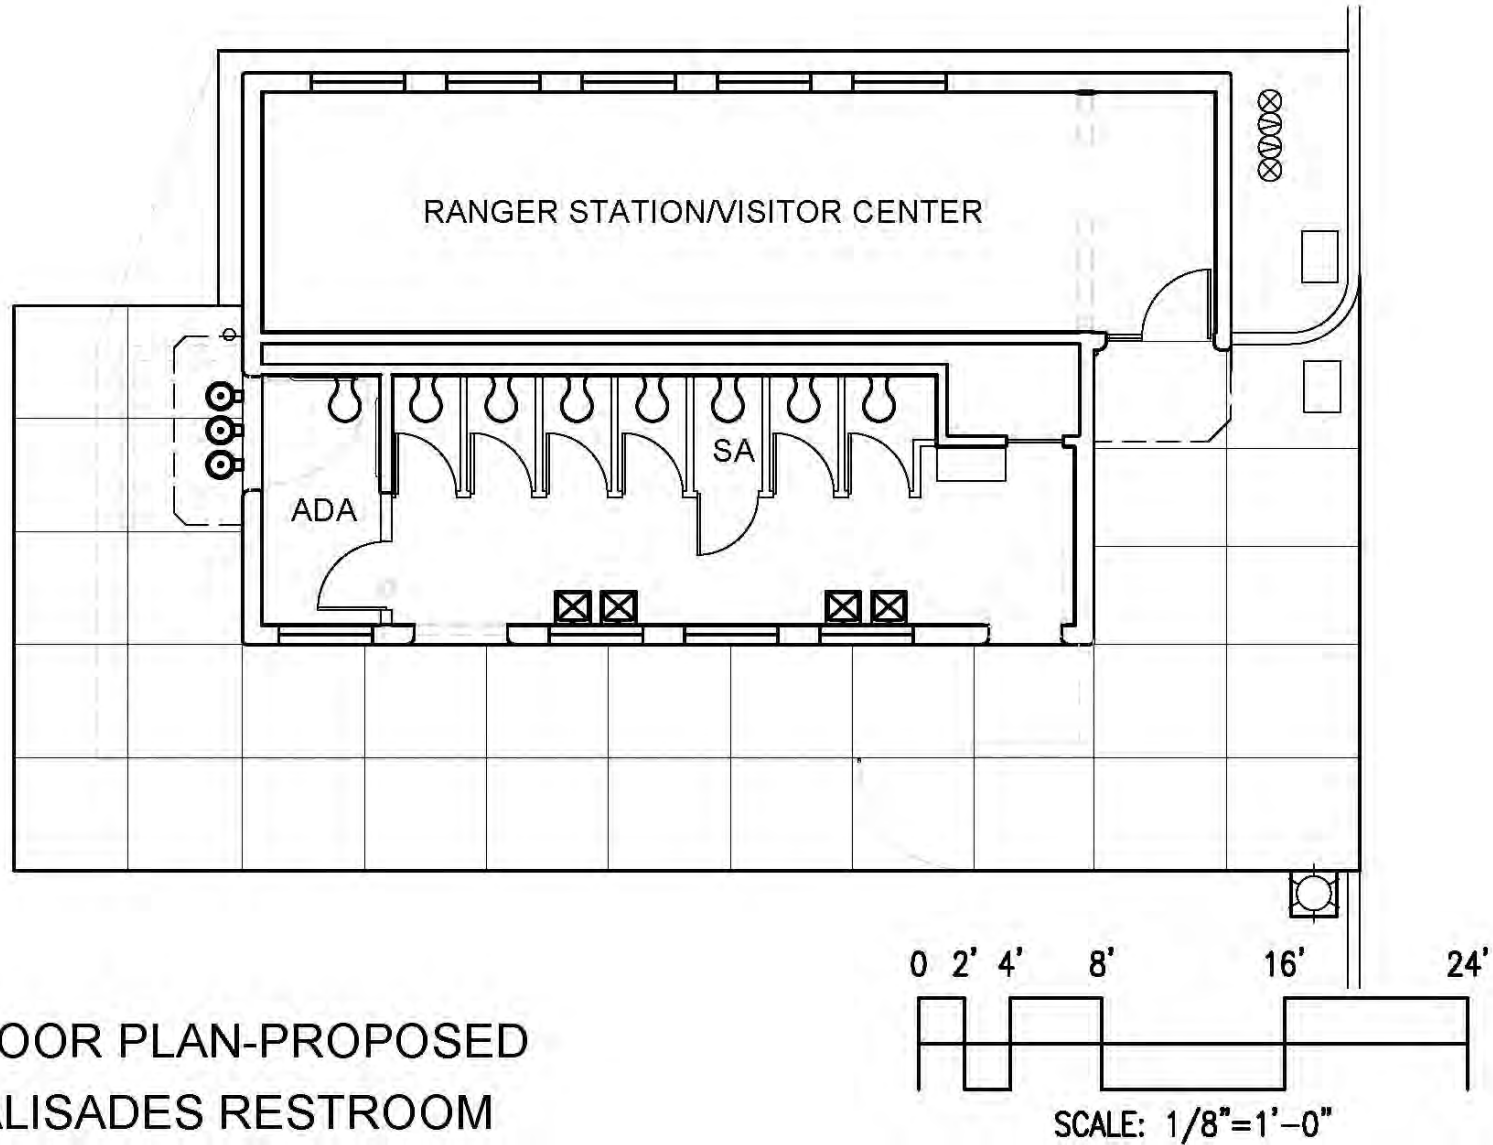 RANGER STATION/VISITOR CENTER
SA
ADA
0 2' 4' 8' 16' 24'
OOR PLAN-PROPOSED
ALISADES RESTROOM
SCALE: 1/8"=1'-0"